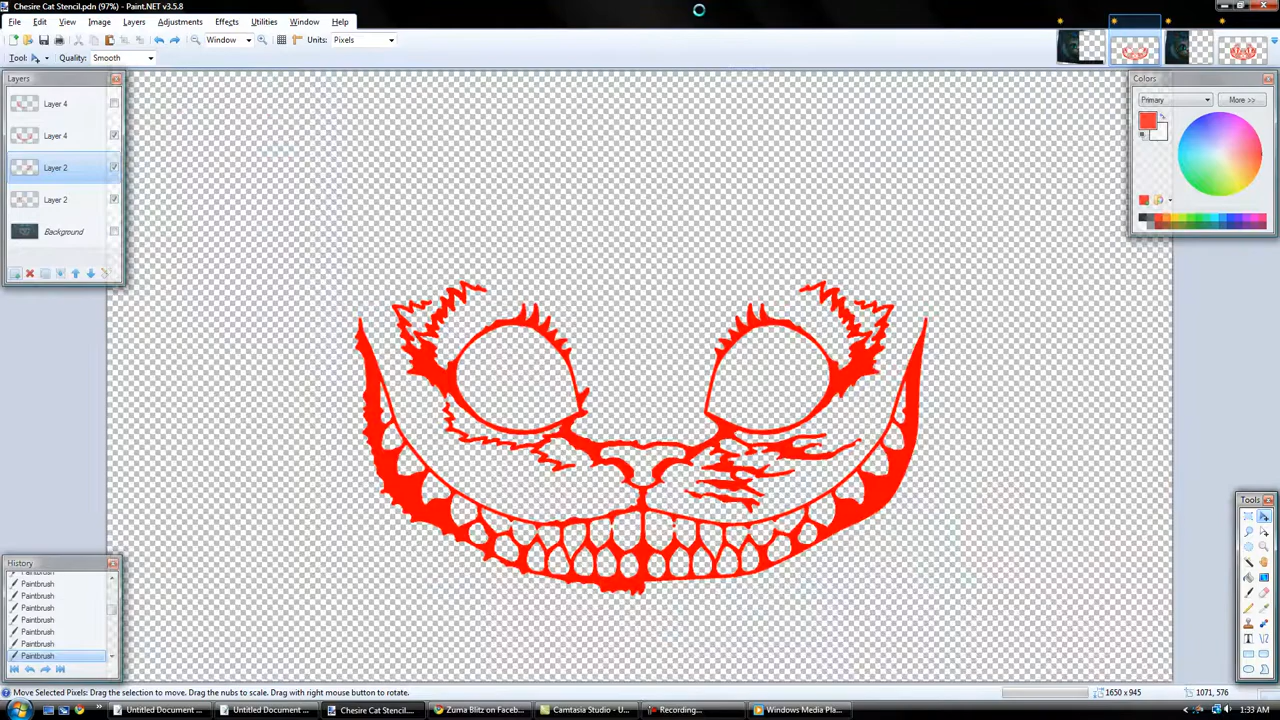 Chesire Cat Stencil.pdn (97%) - Paint.NET v3.5.8
File Edit View Image Layers Adjustments Effects Utilities Window Help
Window Units: Pixels
Tool: Quality: Smooth
Layers
Layer 4
Layer 4
Layer 2
Layer 2
Background
Colors
Primary More >>
Tools
History
Paintbrush
Paintbrush
Paintbrush
Paintbrush
Paintbrush
Paintbrush
Paintbrush
Move Selected Pixels: Drag the selection to move. Drag the nubs to scale. Drag with right mouse button to rotate. 1650 x 945 1071, 576
Untitled Document ... Untitled Document ... Chesire Cat Stencil.... Zuma Blitz on Faceb... Camtasia Studio - U... Recording... Windows Media Pla... 1:33 AM